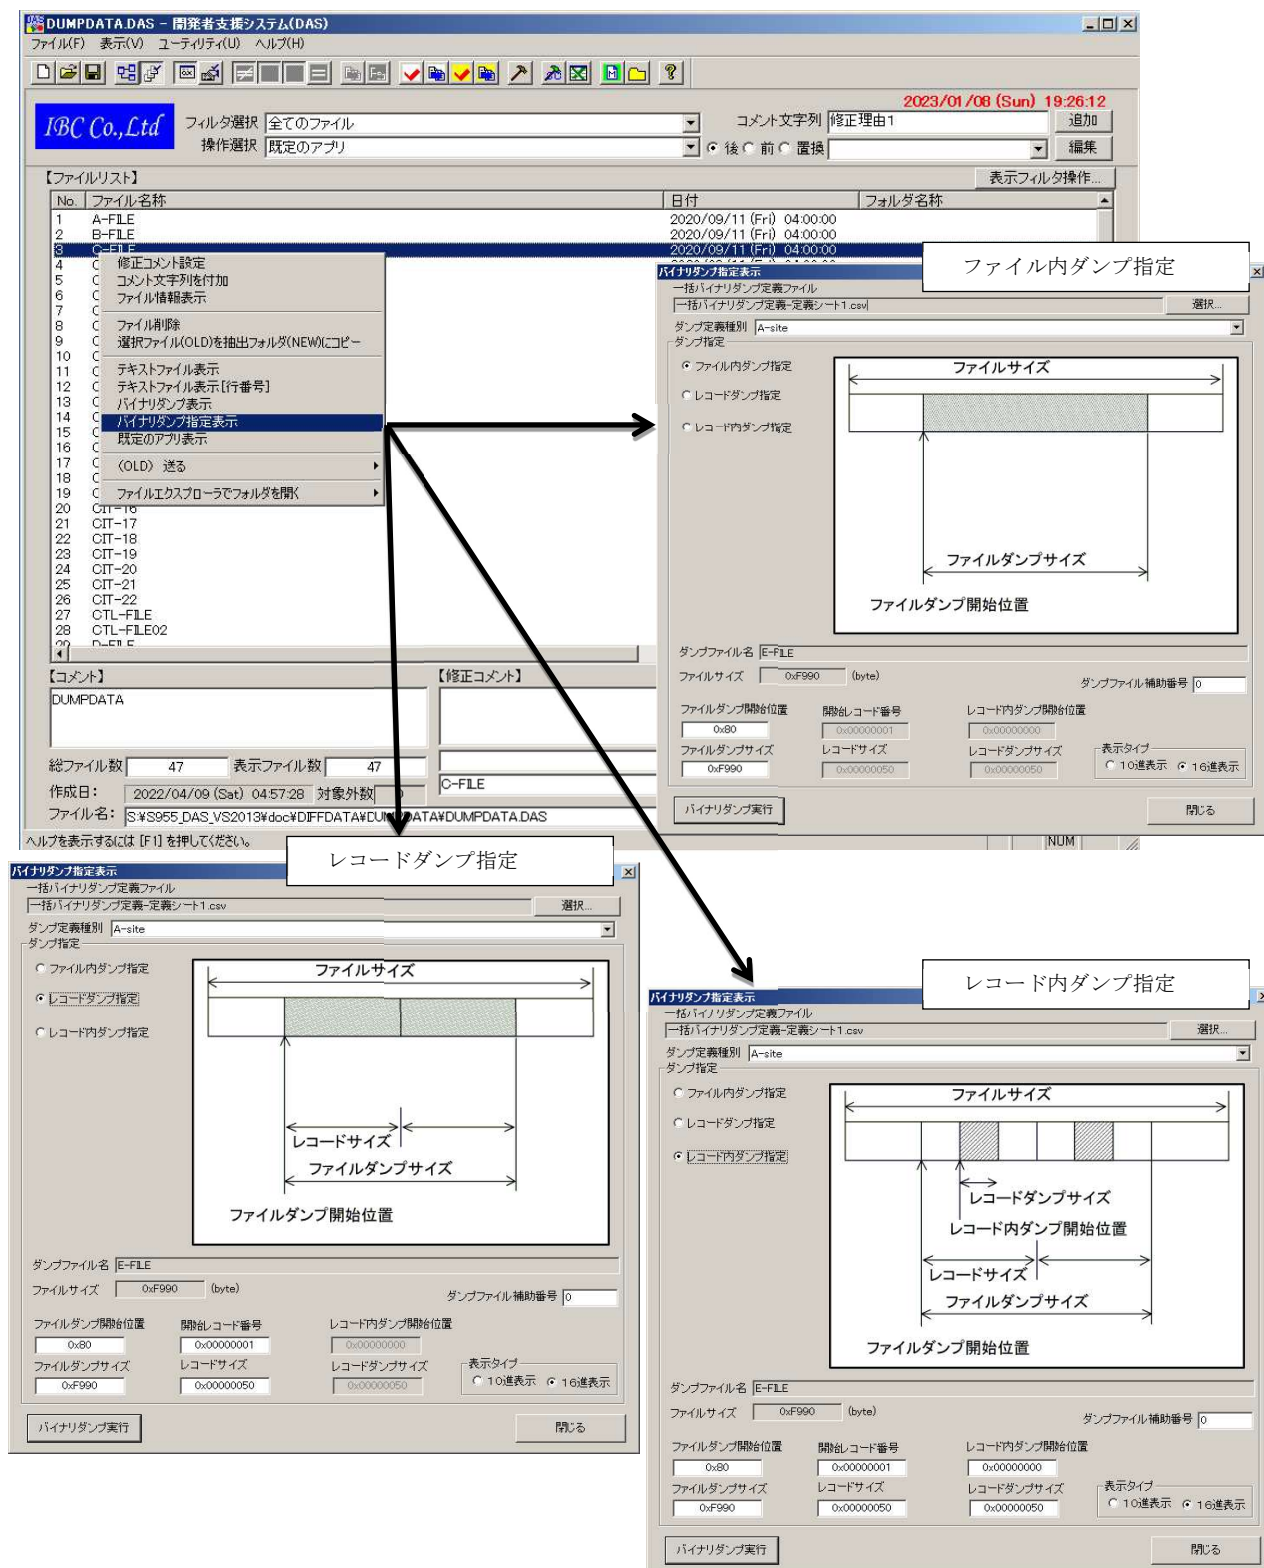 DUMPDATA.DAS - 開発者支援システム(DAS)
ファイル(F) 表示(V) ユーティリティ(U) ヘルプ(H)
2023/01/08 (Sun) 19:26:12
IBC Co.,Ltd
フィルタ選択 全てのファイル
コメント文字列 修正理由1 追加
操作選択 既定のアプリ
後 前 置換 編集
【ファイルリスト】
表示フィルタ操作...
No. ファイル名称 日付 フォルダ名称
1 A-FILE 2020/09/11 (Fri) 04:00:00
2 B-FILE 2020/09/11 (Fri) 04:00:00
3 C-FILE 2020/09/11 (Fri) 04:00:00
4 C
5 C
6 C
7 C
8 C
9 C
10 C
11 C
12 C
13 C
14 C
15 C
16 C
17 C
18 C
19 C
20 CIT-16
21 CIT-17
22 CIT-18
23 CIT-19
24 CIT-20
25 CIT-21
26 CIT-22
27 CTL-FILE
28 CTL-FILE02
29 D-FILE
修正コメント設定
コメント文字列を付加
ファイル情報表示
ファイル削除
選択ファイル(OLD)を抽出フォルダ(NEW)にコピー
テキストファイル表示
テキストファイル表示[行番号]
バイナリダンプ表示
バイナリダンプ指定表示
既定のアプリ表示
(OLD) 送る
ファイルエクスプローラでフォルダを開く
【コメント】
DUMPDATA
【修正コメント】
C-FILE
総ファイル数 47 表示ファイル数 47
作成日: 2022/04/09 (Sat) 04:57:28 対象外数 0
ファイル名: S:¥S955_DAS_VS2013¥doc¥DIFFDATA¥DUMPDATA¥DUMPDATA.DAS
ヘルプを表示するには [F1] を押してください。
NUM
ファイル内ダンプ指定
バイナリダンプ指定表示
一括バイナリダンプ定義ファイル
一括バイナリダンプ定義-定義シート1.csv 選択...
ダンプ定義種別 A-site
ダンプ指定
ファイル内ダンプ指定
レコードダンプ指定
レコード内ダンプ指定
ファイルサイズ
ファイルダンプサイズ
ファイルダンプ開始位置
ダンプファイル名 E-FILE
ファイルサイズ 0xF990 (byte)
ダンプファイル補助番号 0
ファイルダンプ開始位置 開始レコード番号 レコード内ダンプ開始位置
0x80 0x00000001 0x00000000
ファイルダンプサイズ レコードサイズ レコードダンプサイズ 表示タイプ
0xF990 0x00000050 0x00000050 10進表示 16進表示
バイナリダンプ実行 閉じる
レコードダンプ指定
バイナリダンプ指定表示
一括バイナリダンプ定義ファイル
一括バイナリダンプ定義-定義シート1.csv 選択...
ダンプ定義種別 A-site
ダンプ指定
ファイル内ダンプ指定
レコードダンプ指定
レコード内ダンプ指定
ファイルサイズ
レコードサイズ
ファイルダンプサイズ
ファイルダンプ開始位置
ダンプファイル名 E-FILE
ファイルサイズ 0xF990 (byte)
ダンプファイル補助番号 0
ファイルダンプ開始位置 開始レコード番号 レコード内ダンプ開始位置
0x80 0x00000001 0x00000000
ファイルダンプサイズ レコードサイズ レコードダンプサイズ 表示タイプ
0xF990 0x00000050 0x00000050 10進表示 16進表示
バイナリダンプ実行 閉じる
レコード内ダンプ指定
バイナリダンプ指定表示
一括バイナリダンプ定義ファイル
一括バイナリダンプ定義-定義シート1.csv 選択...
ダンプ定義種別 A-site
ダンプ指定
ファイル内ダンプ指定
レコードダンプ指定
レコード内ダンプ指定
ファイルサイズ
レコードダンプサイズ
レコード内ダンプ開始位置
レコードサイズ
ファイルダンプサイズ
ファイルダンプ開始位置
ダンプファイル名 E-FILE
ファイルサイズ 0xF990 (byte)
ダンプファイル補助番号 0
ファイルダンプ開始位置 開始レコード番号 レコード内ダンプ開始位置
0x80 0x00000001 0x00000000
ファイルダンプサイズ レコードサイズ レコードダンプサイズ 表示タイプ
0xF990 0x00000050 0x00000050 10進表示 16進表示
バイナリダンプ実行 閉じる